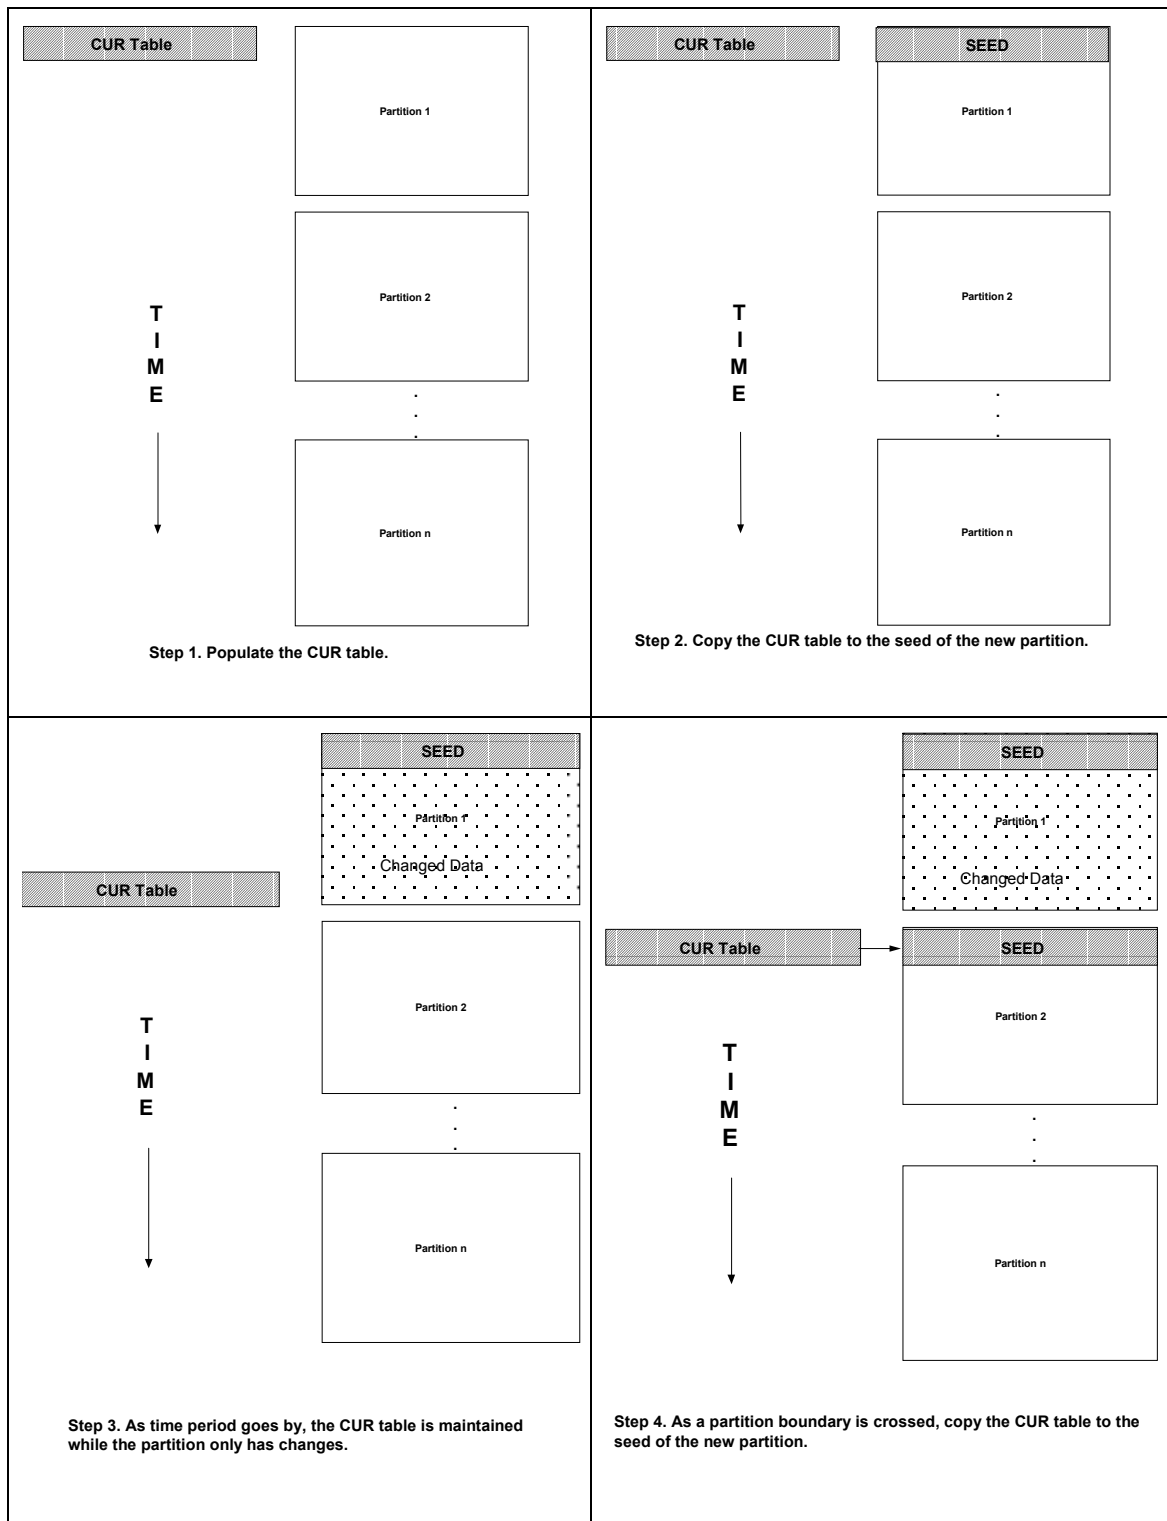 CUR Table
Partition 1
Partition 2
T
I
M
E
.
.
.
Partition n
Step 1. Populate the CUR table.
CUR Table
SEED
Partition 1
Partition 2
T
I
M
E
.
.
.
Partition n
Step 2. Copy the CUR table to the seed of the new partition.
SEED
Partition 1
Changed Data
CUR Table
Partition 2
T
I
M
E
.
.
.
Partition n
Step 3. As time period goes by, the CUR table is maintained
while the partition only has changes.
SEED
Partition 1
Changed Data
CUR Table
SEED
Partition 2
T
I
M
E
.
.
.
Partition n
Step 4. As a partition boundary is crossed, copy the CUR table to the
seed of the new partition.